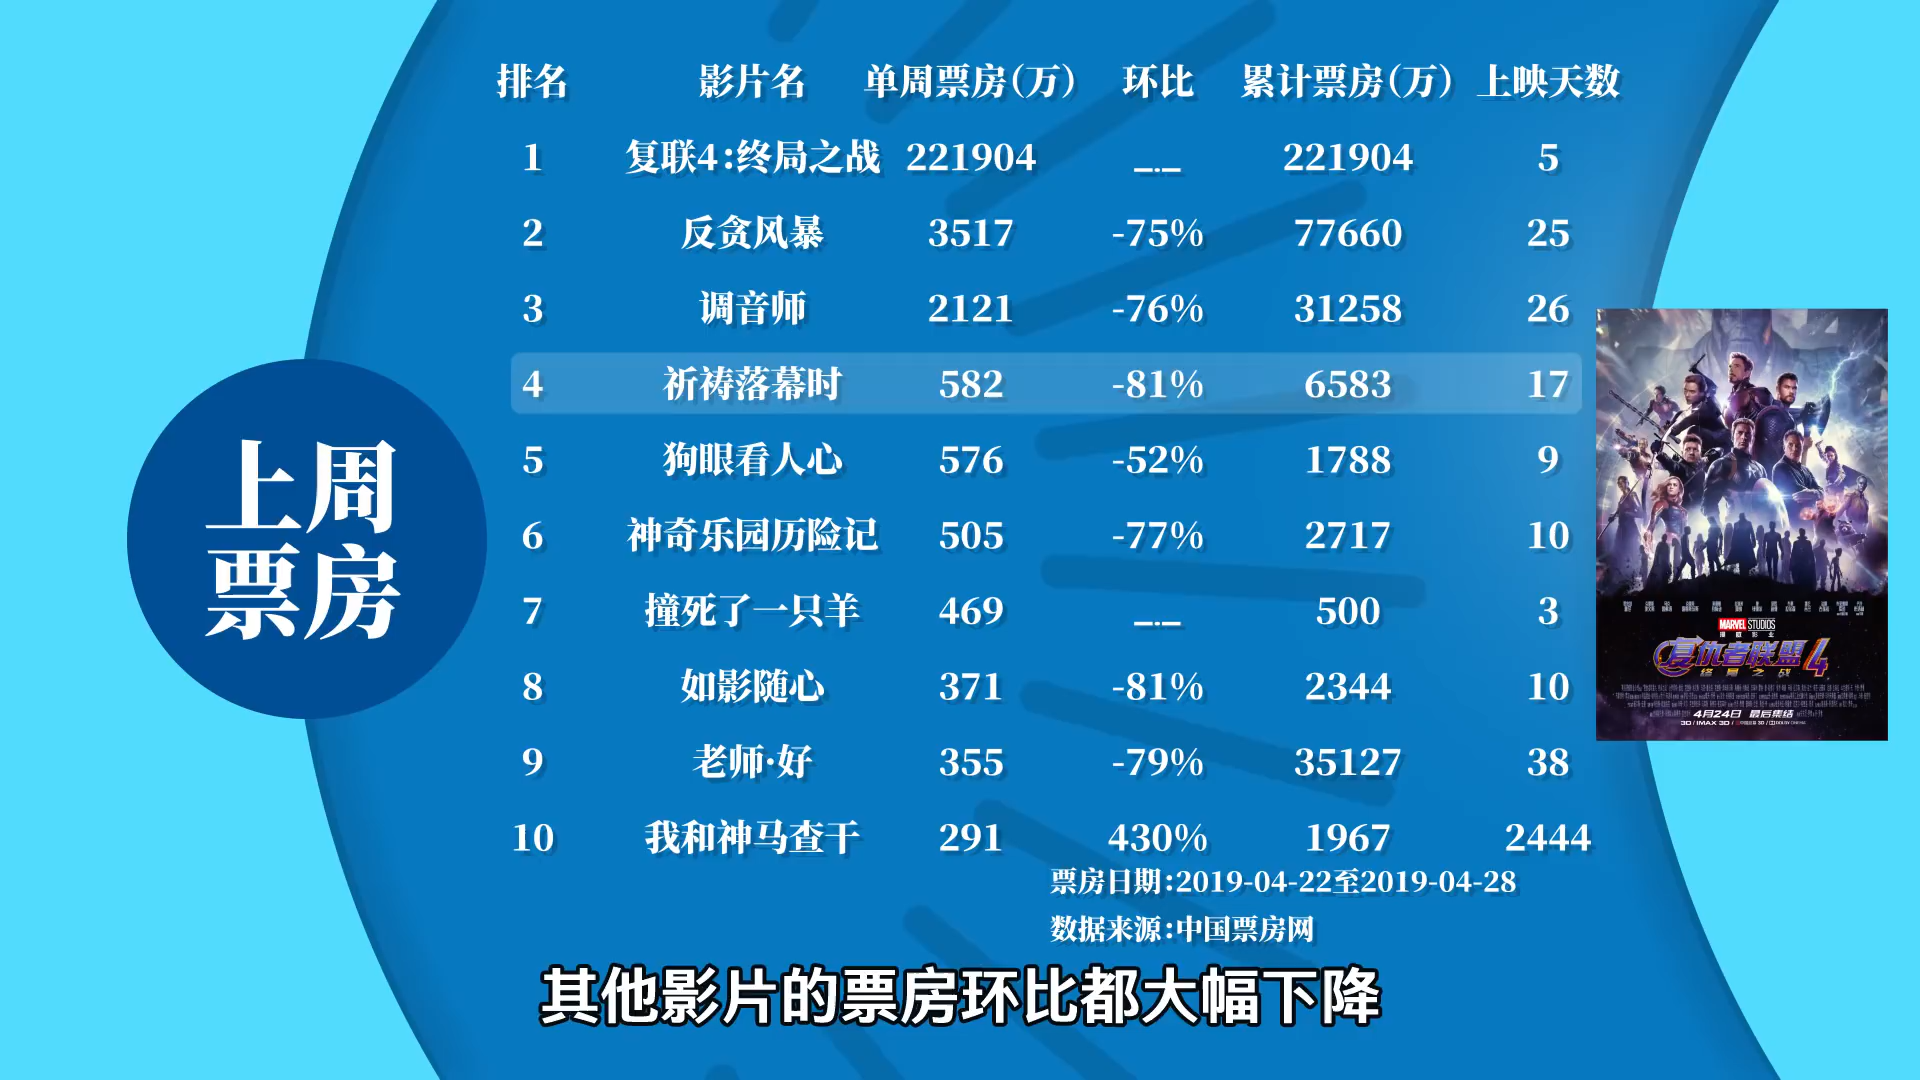 排名 影片名 单周票房(万) 环比 累计票房(万) 上映天数
1 复联4:终局之战 221904 _._ 221904 5
2 反贪风暴 3517 -75% 77660 25
3 调音师 2121 -76% 31258 26
4 祈祷落幕时 582 -81% 6583 17
5 狗眼看人心 576 -52% 1788 9
6 神奇乐园历险记 505 -77% 2717 10
7 撞死了一只羊 469 _._ 500 3
8 如影随心 371 -81% 2344 10
9 老师·好 355 -79% 35127 38
10 我和神马查干 291 430% 1967 2444
上周
票房
MARVEL STUDIOS
复仇者联盟4
终局之战
4月24日 最后集结
票房日期:2019-04-22至2019-04-28
数据来源:中国票房网
其他影片的票房环比都大幅下降